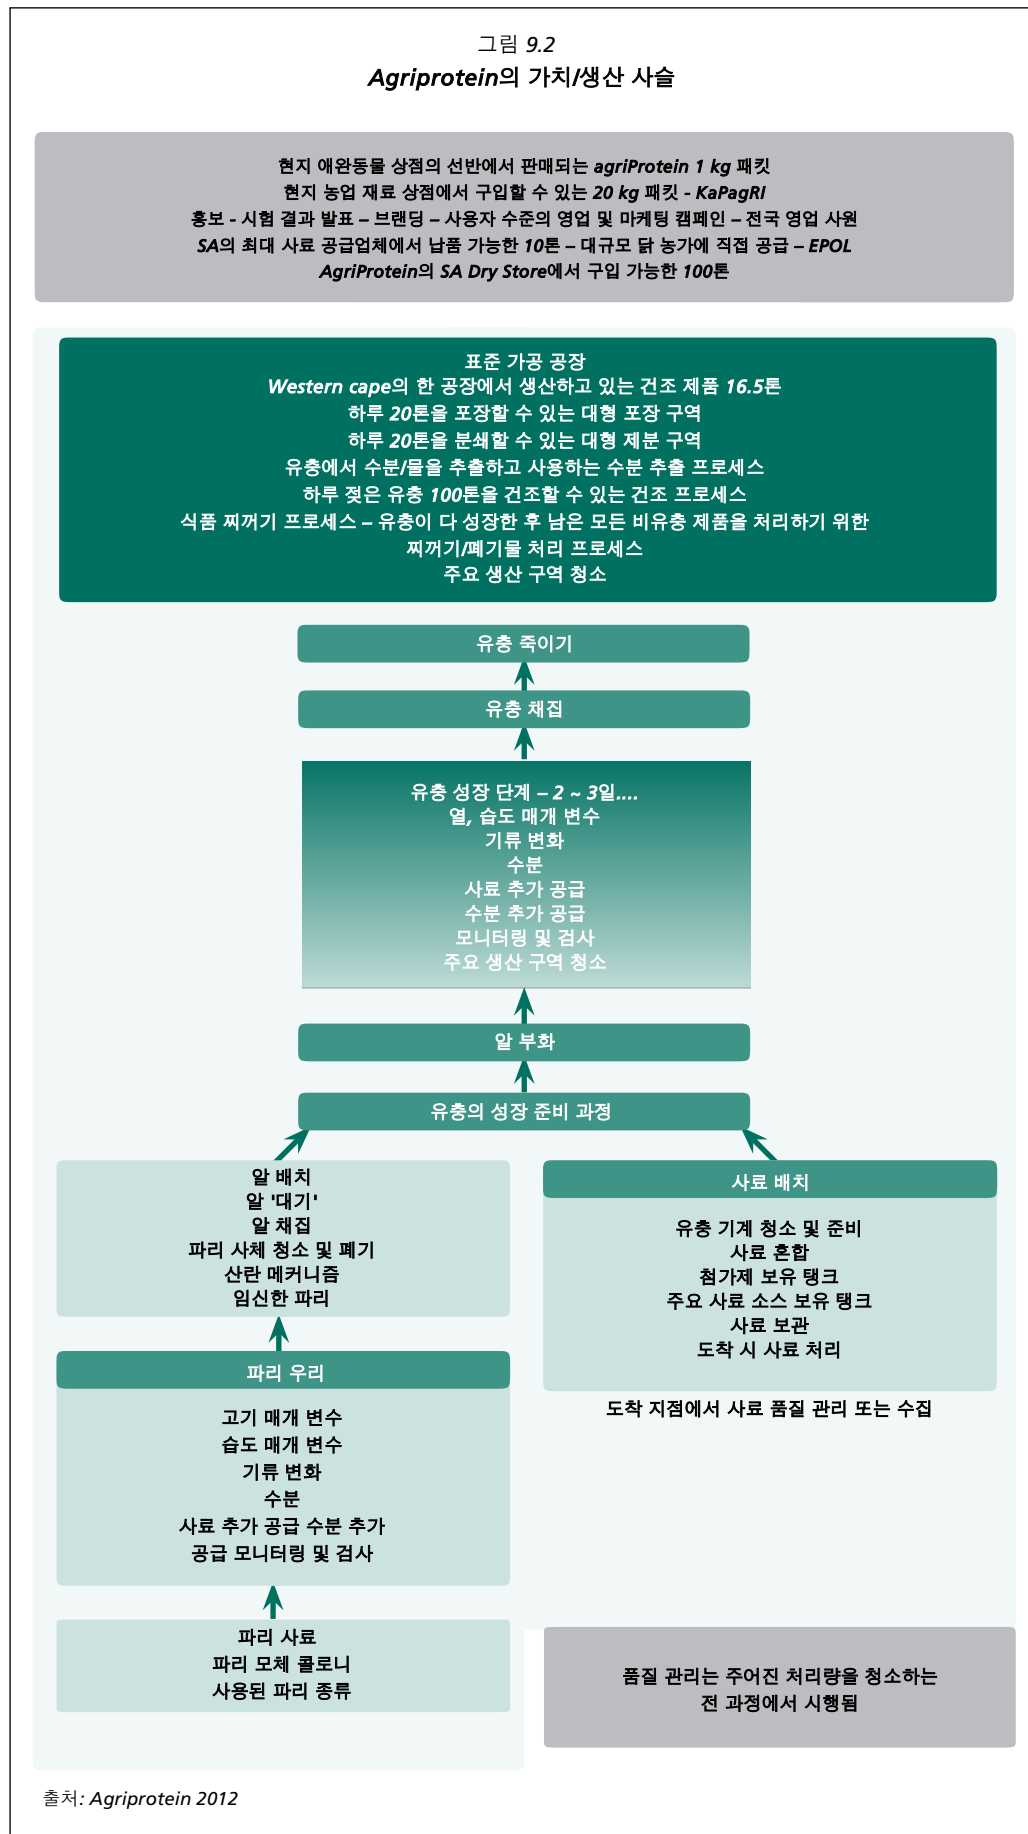 그림 9.2
Agriprotein의 가치/생산 사슬
현지 애완동물 상점의 선반에서 판매되는 agriProtein 1 kg 패킷
현지 농업 재료 상점에서 구입할 수 있는 20 kg 패킷 - KaPagRI
홍보 - 시험 결과 발표 – 브랜딩 – 사용자 수준의 영업 및 마케팅 캠페인 – 전국 영업 사원
SA의 최대 사료 공급업체에서 납품 가능한 10톤 – 대규모 닭 농가에 직접 공급 – EPOL
AgriProtein의 SA Dry Store에서 구입 가능한 100톤
표준 가공 공장
Western cape의 한 공장에서 생산하고 있는 건조 제품 16.5톤
하루 20톤을 포장할 수 있는 대형 포장 구역
하루 20톤을 분쇄할 수 있는 대형 제분 구역
유충에서 수분/물을 추출하고 사용하는 수분 추출 프로세스
하루 젖은 유충 100톤을 건조할 수 있는 건조 프로세스
식품 찌꺼기 프로세스 – 유충이 다 성장한 후 남은 모든 비유충 제품을 처리하기 위한
찌꺼기/폐기물 처리 프로세스
주요 생산 구역 청소
유충 죽이기
유충 채집
유충 성장 단계 – 2 ~ 3일....
열, 습도 매개 변수
기류 변화
수분
사료 추가 공급
수분 추가 공급
모니터링 및 검사
주요 생산 구역 청소
알 부화
유충의 성장 준비 과정
알 배치
알 '대기'
알 채집
파리 사체 청소 및 폐기
산란 메커니즘
임신한 파리
사료 배치
유충 기계 청소 및 준비
사료 혼합
첨가제 보유 탱크
주요 사료 소스 보유 탱크
사료 보관
도착 시 사료 처리
도착 지점에서 사료 품질 관리 또는 수집
파리 우리
고기 매개 변수
습도 매개 변수
기류 변화
수분
사료 추가 공급 수분 추가
공급 모니터링 및 검사
파리 사료
파리 모체 콜로니
사용된 파리 종류
품질 관리는 주어진 처리량을 청소하는
전 과정에서 시행됨
출처: Agriprotein 2012